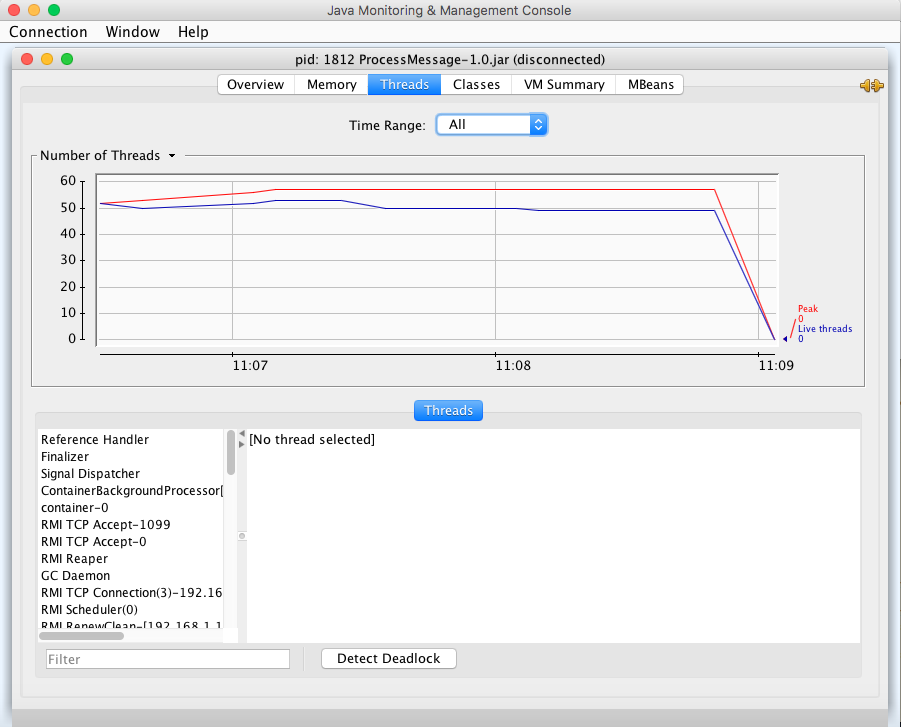 Java Monitoring & Management Console
Connection Window Help
pid: 1812 ProcessMessage-1.0.jar (disconnected)
Overview Memory Threads Classes VM Summary MBeans
Time Range: All
Number of Threads
60
50
40
30
20
10
0
Peak
0
Live threads
0
11:07 11:08 11:09
Threads
Reference Handler
[No thread selected]
Finalizer
Signal Dispatcher
ContainerBackgroundProcessor[
container-0
RMI TCP Accept-1099
RMI TCP Accept-0
RMI Reaper
GC Daemon
RMI TCP Connection(3)-192.16
RMI Scheduler(0)
RMI RenewClean-[192.168.1.1
Filter
Detect Deadlock